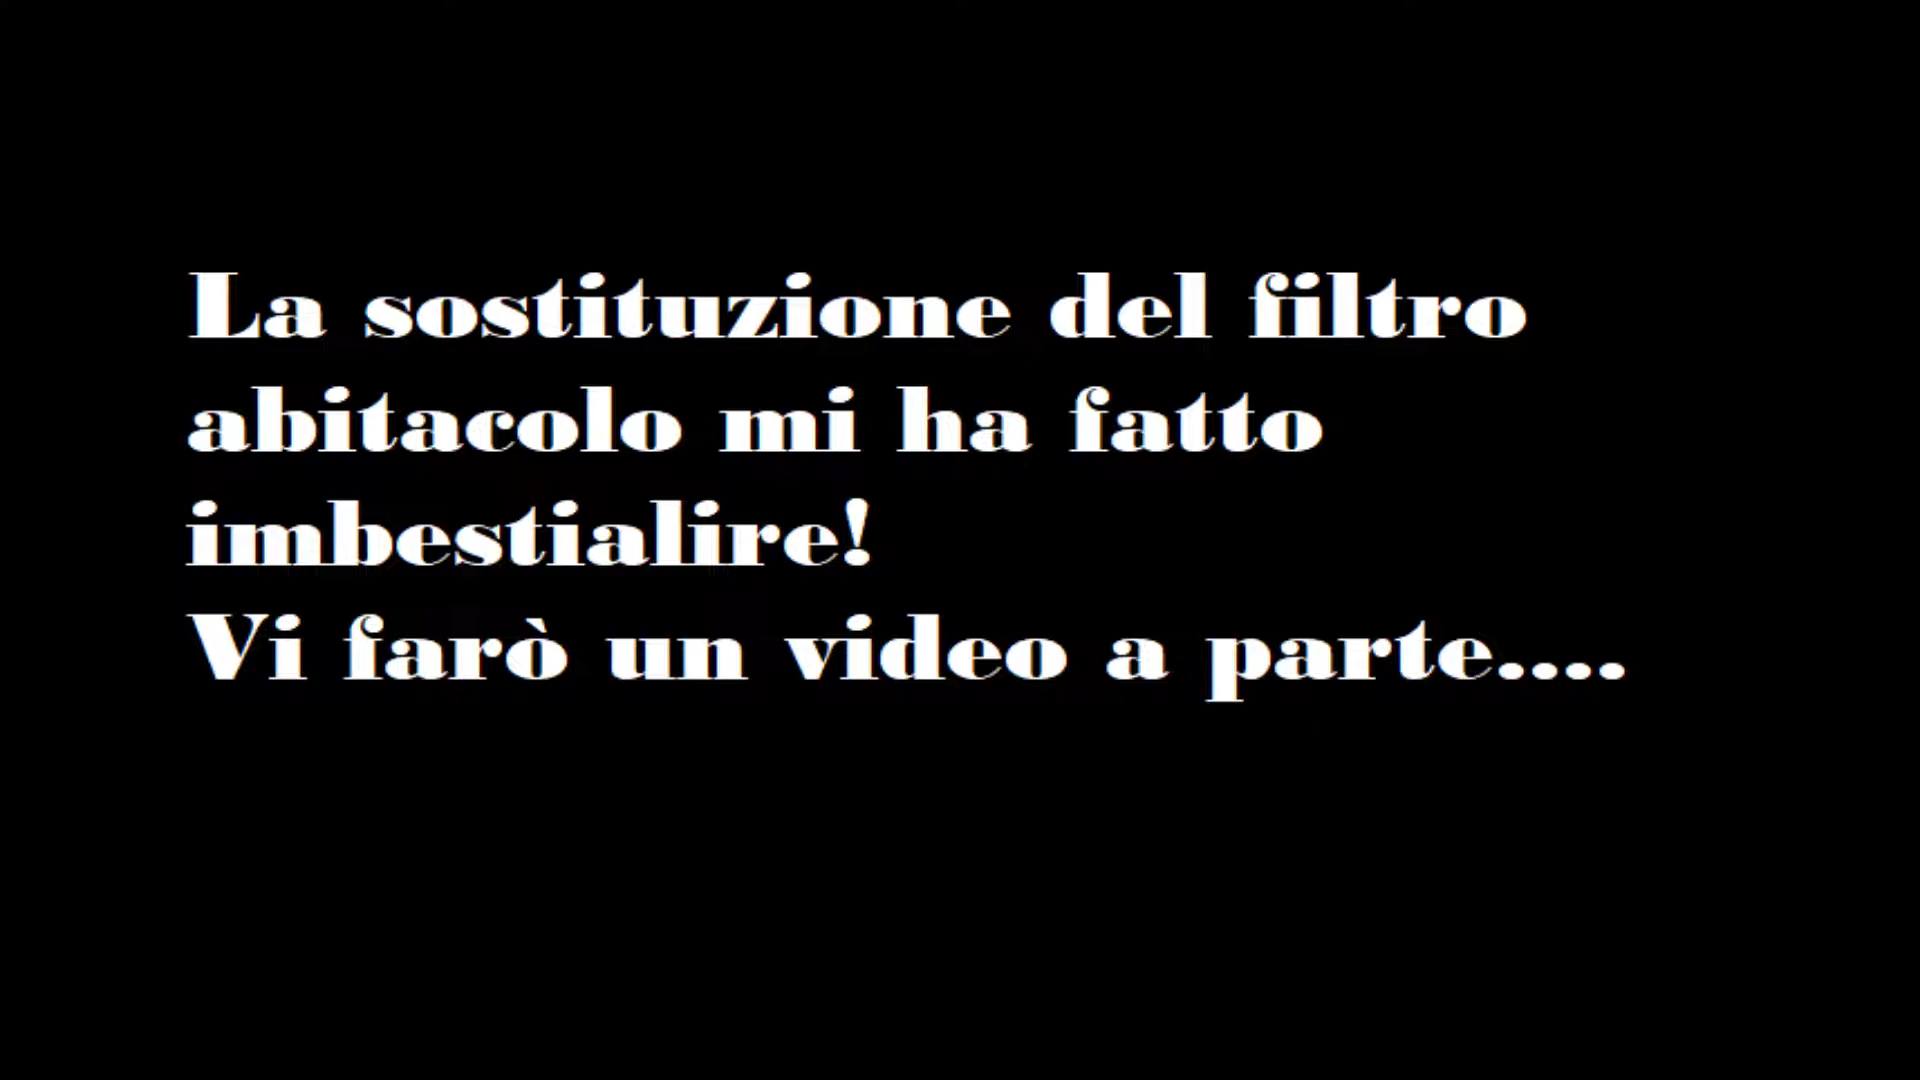 La sostituzione del filtro
abitacolo mi ha fatto
imbestialire!
Vi farò un video a parte....